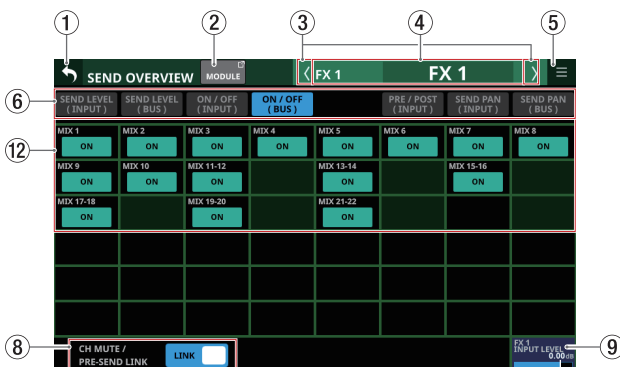 1 2 3 4 5
SEND OVERVIEW MODULE FX 1 FX 1
6
SEND LEVEL SEND LEVEL ON / OFF ON / OFF PRE / POST SEND PAN SEND PAN
( INPUT ) ( BUS ) ( INPUT ) ( BUS ) ( INPUT ) ( INPUT ) ( BUS )
12
MIX 1 MIX 2 MIX 3 MIX 4 MIX 5 MIX 6 MIX 7 MIX 8
ON ON ON ON ON ON ON ON
MIX 9 MIX 10 MIX 11-12 MIX 13-14 MIX 15-16
ON ON ON ON ON
MIX 17-18 MIX 19-20 MIX 21-22
ON ON ON
8
CH MUTE /
PRE-SEND LINK
LINK
FX 1
INPUT LEVEL
0.00dB
9